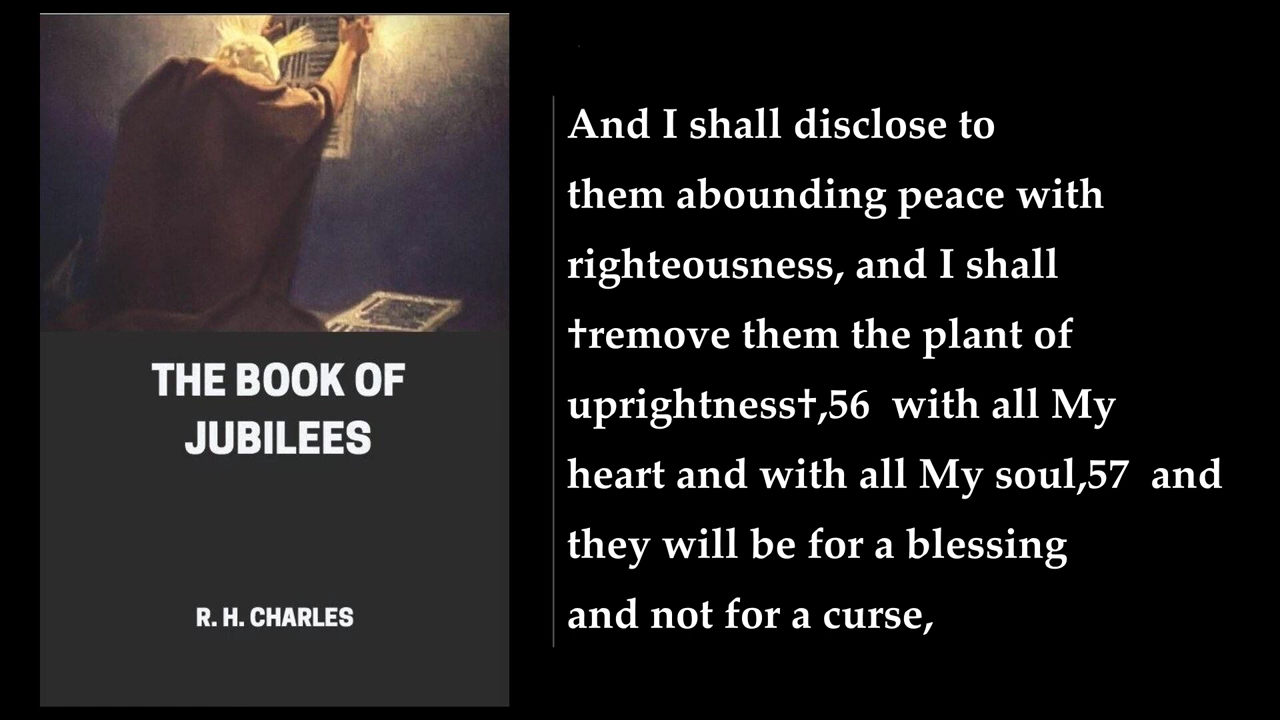 THE BOOK OF
JUBILEES
R. H. CHARLES
And I shall disclose to
them abounding peace with
righteousness, and I shall
†remove them the plant of
uprightness†,56  with all My
heart and with all My soul,57  and
they will be for a blessing
and not for a curse,